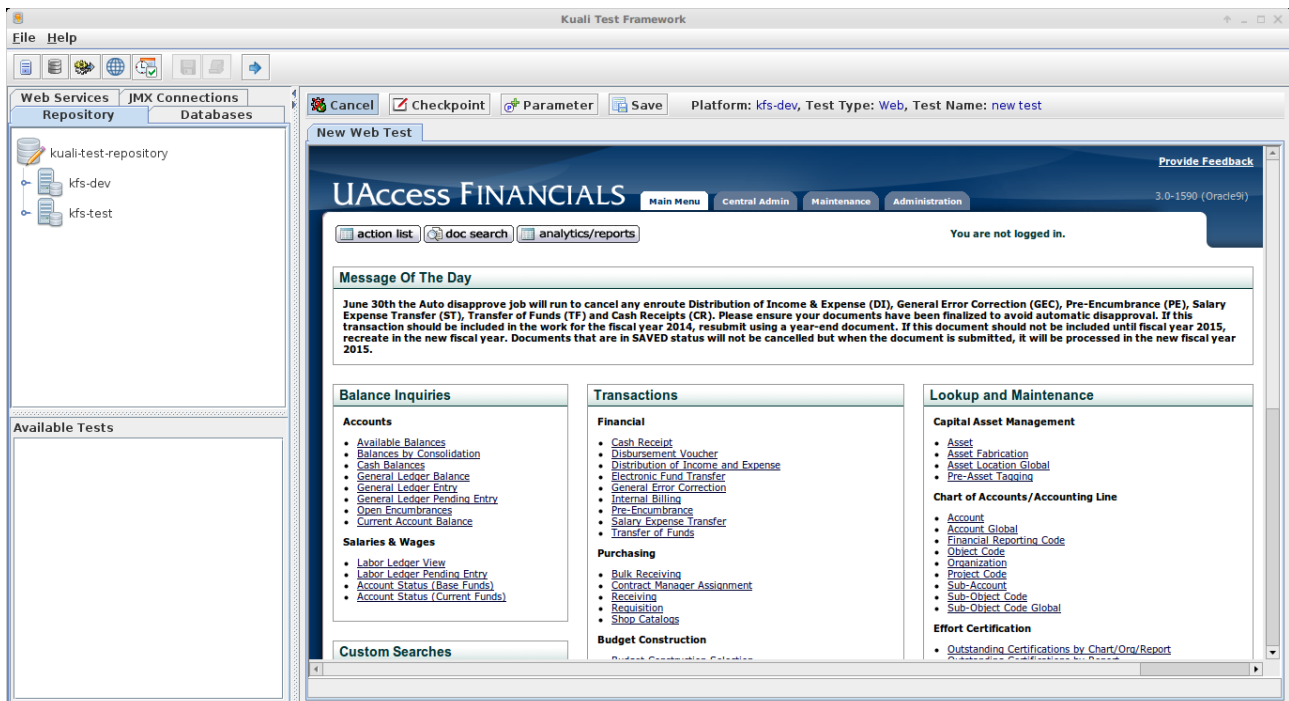 Kuali Test Framework
File Help
Web Services JMX Connections
Repository Databases
kuali-test-repository
kfs-dev
kfs-test
Available Tests
Cancel Checkpoint Parameter Save Platform: kfs-dev, Test Type: Web, Test Name: new test
New Web Test
Provide Feedback
UAccess FINANCIALS Main Menu Central Admin Maintenance Administration 3.0-1590 (Oracle9i)
action list doc search analytics/reports You are not logged in.
Message Of The Day
June 30th the Auto disapprove job will run to cancel any enroute Distribution of Income & Expense (DI), General Error Correction (GEC), Pre-Encumbrance (PE), Salary
Expense Transfer (ST), Transfer of Funds (TF) and Cash Receipts (CR). Please ensure your documents have been finalized to avoid automatic disapproval. If this
transaction should be included in the work for the fiscal year 2014, resubmit using a year-end document. If this document should not be included until fiscal year 2015,
recreate in the new fiscal year. Documents that are in SAVED status will not be cancelled but when the document is submitted, it will be processed in the new fiscal year
2015.
Balance Inquiries
Accounts
Available Balances
Balances by Consolidation
Cash Balances
General Ledger Balance
General Ledger Entry
General Ledger Pending Entry
Open Encumbrances
Current Account Balance
Salaries & Wages
Labor Ledger View
Labor Ledger Pending Entry
Account Status (Base Funds)
Account Status (Current Funds)
Custom Searches
Transactions
Financial
Cash Receipt
Disbursement Voucher
Distribution of Income and Expense
Electronic Fund Transfer
General Error Correction
Internal Billing
Pre-Encumbrance
Salary Expense Transfer
Transfer of Funds
Purchasing
Bulk Receiving
Contract Manager Assignment
Receiving
Requisition
Shop Catalogs
Budget Construction
Lookup and Maintenance
Capital Asset Management
Asset
Asset Fabrication
Asset Location Global
Pre-Asset Tagging
Chart of Accounts/Accounting Line
Account
Account Global
Financial Reporting Code
Object Code
Organization
Project Code
Sub-Account
Sub-Object Code
Sub-Object Code Global
Effort Certification
Outstanding Certifications by Chart/Org/Report